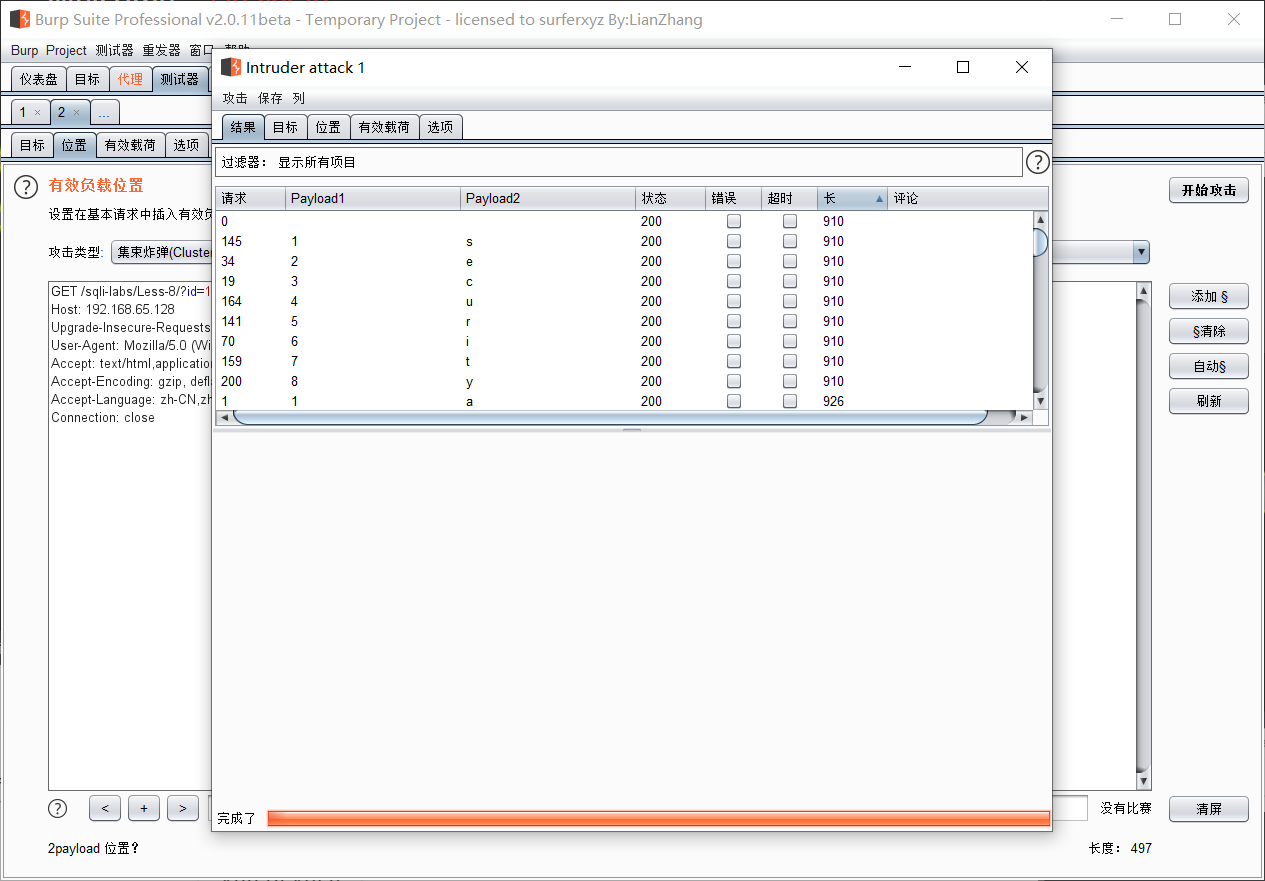 Burp Suite Professional v2.0.11beta - Temporary Project - licensed to surferxyz By:LianZhang
Burp Project 测试器 重发器 窗口
仪表盘 目标 代理 测试器
1 × 2 × ...
目标 位置 有效载荷 选项
? 有效负载位置
开始攻击
设置在基本请求中插入有效
攻击类型: 集束炸弹(Cluster
GET /sqli-labs/Less-8/?id=1
Host: 192.168.65.128
Upgrade-Insecure-Requests
User-Agent: Mozilla/5.0 (Wi
Accept: text/html,application
Accept-Encoding: gzip, defl
Accept-Language: zh-CN,zh
Connection: close
添加 §
§清除
自动§
刷新
Intruder attack 1
攻击 保存 列
结果 目标 位置 有效载荷 选项
过滤器: 显示所有项目 ?
请求 Payload1 Payload2 状态 错误 超时 长 评论
0 200 910
145 1 s 200 910
34 2 e 200 910
19 3 c 200 910
164 4 u 200 910
141 5 r 200 910
70 6 i 200 910
159 7 t 200 910
200 8 y 200 910
1 1 a 200 926
完成了
? < + > 没有比赛 清屏
2payload 位置? 长度: 497